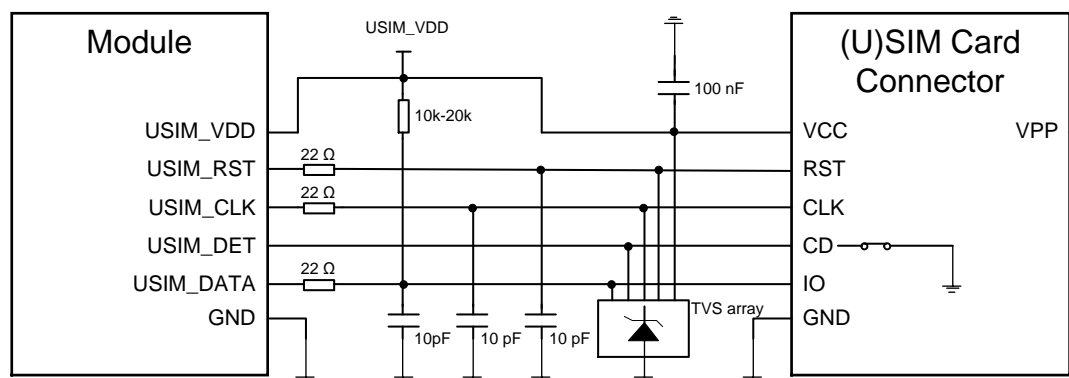 Module
USIM_VDD
(U)SIM Card
Connector
100 nF
10k-20k
USIM_VDD
VCC
VPP
22 Ω
USIM_RST
RST
22 Ω
USIM_CLK
CLK
USIM_DET
CD
22 Ω
USIM_DATA
IO
TVS array
GND
GND
10pF
10 pF
10 pF